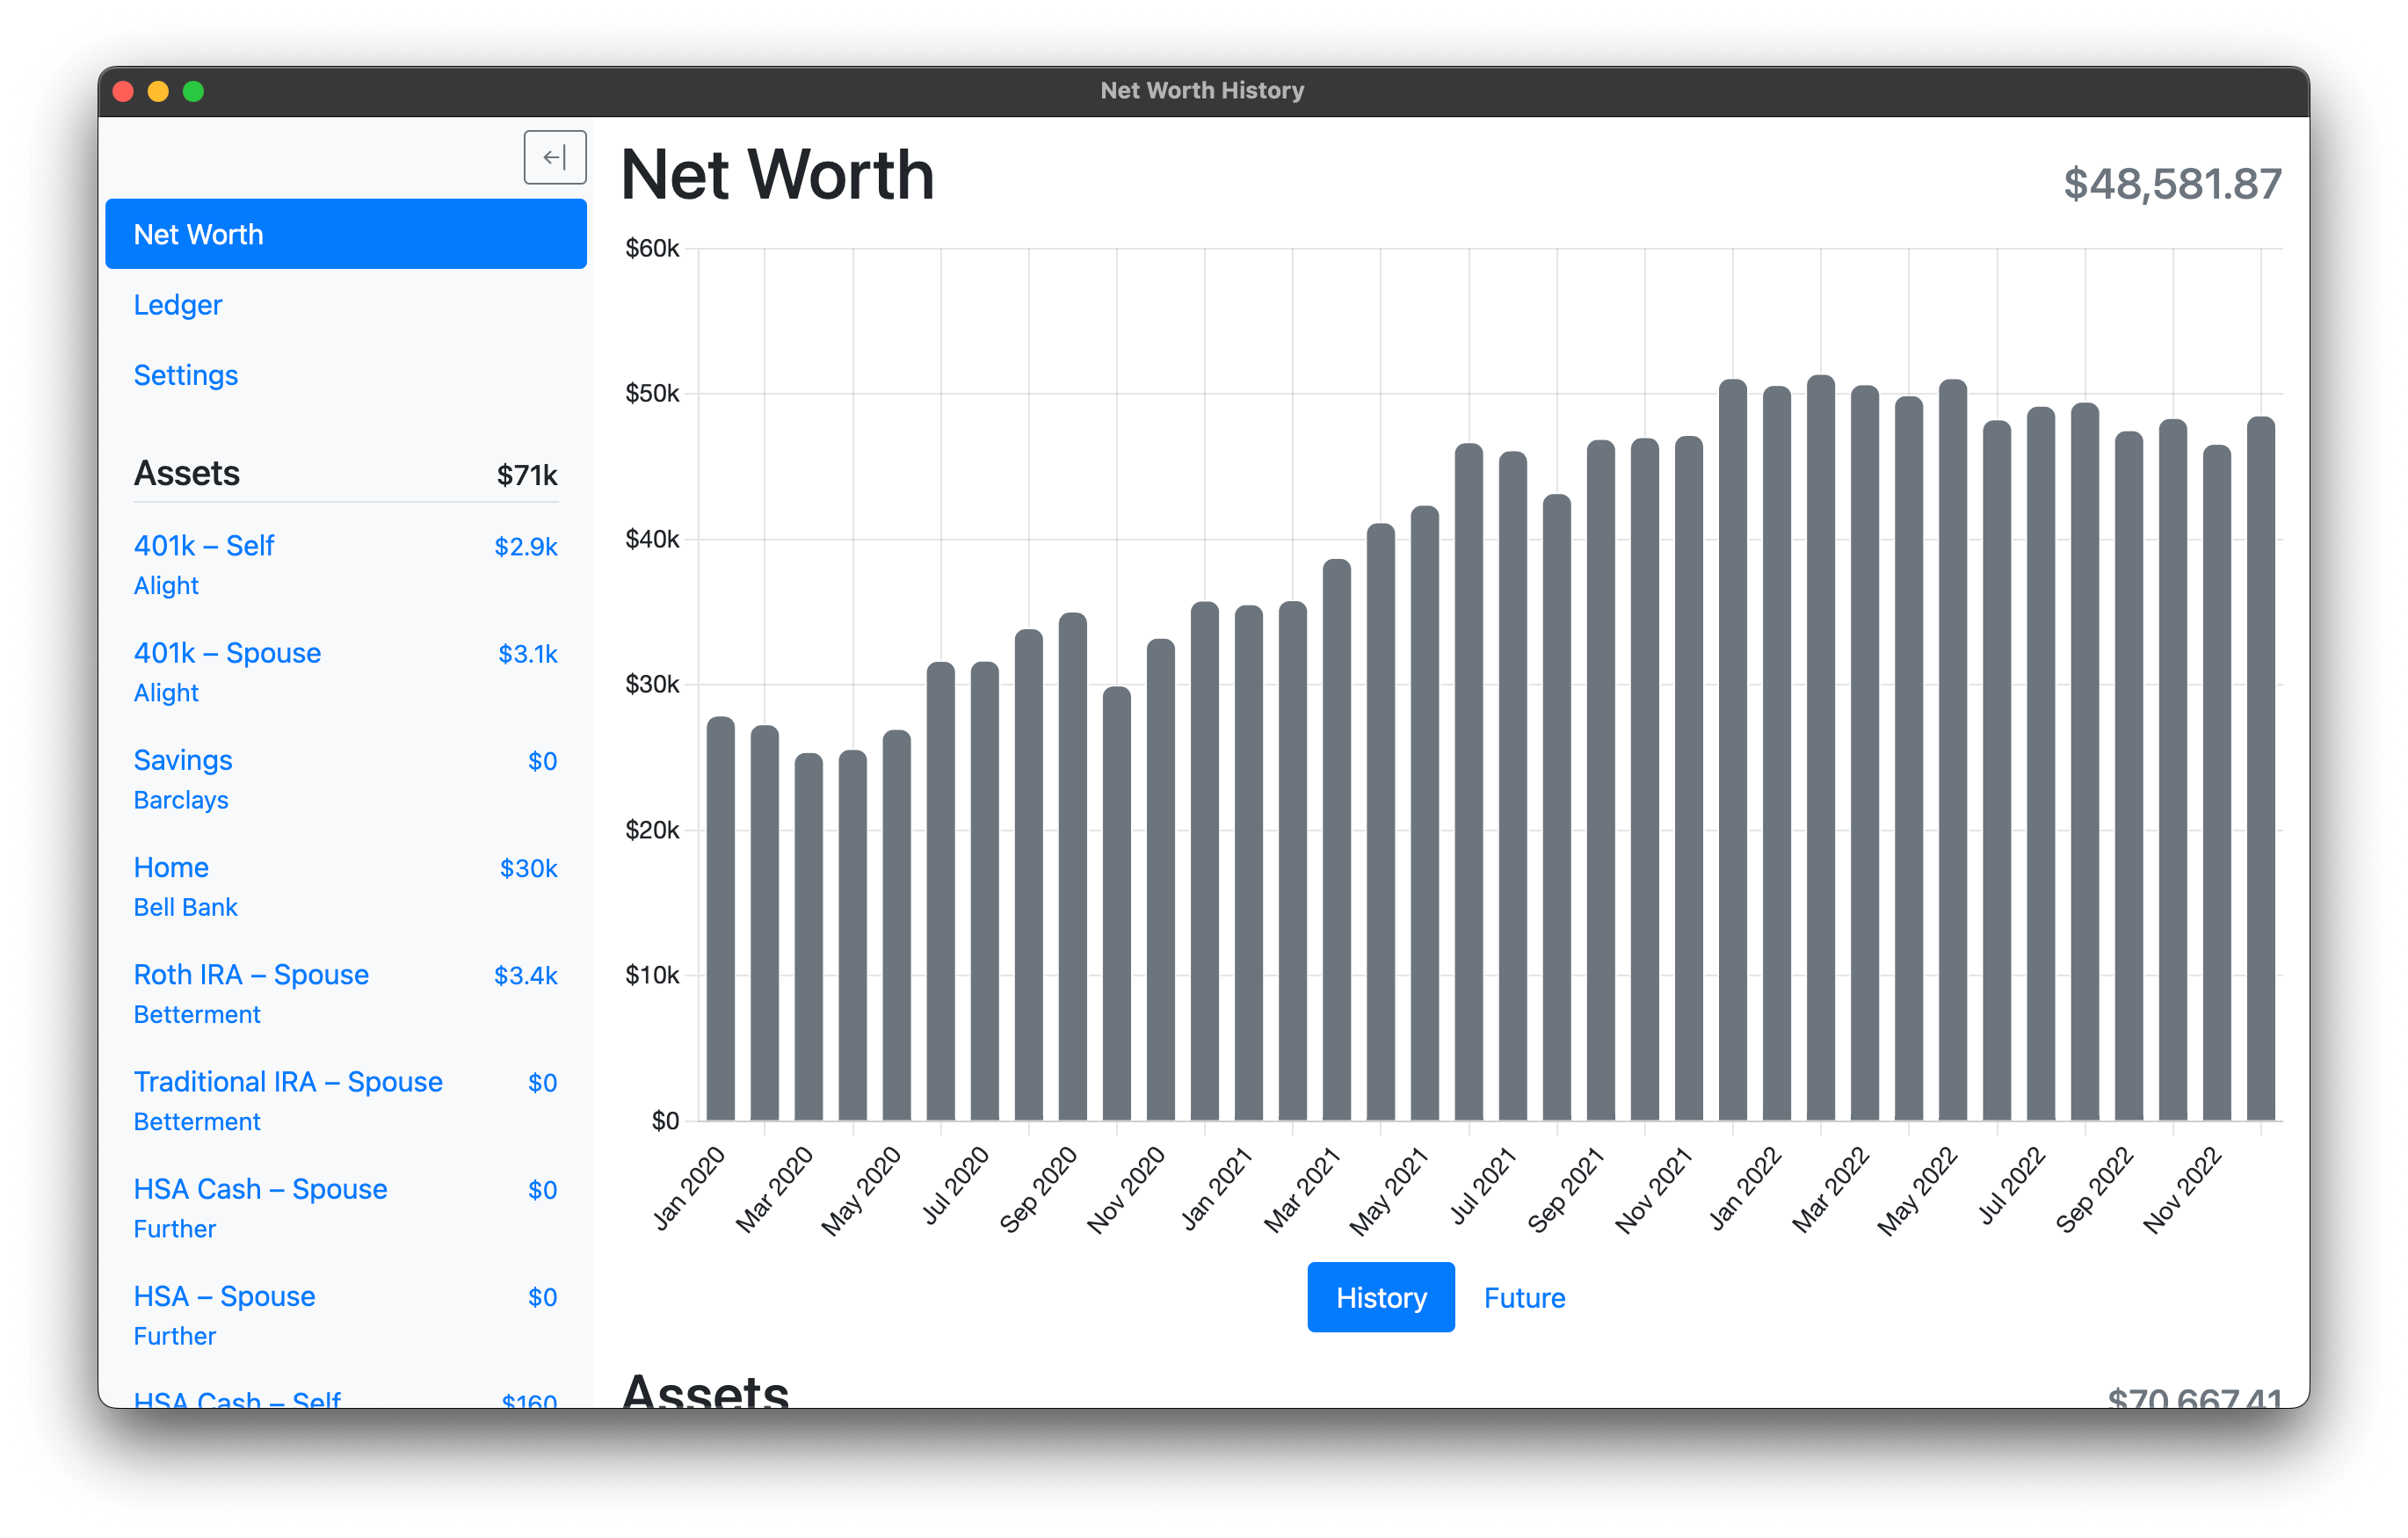 Net Worth History
Net Worth
Ledger
Settings
Assets $71k
401k – Self $2.9k
Alight
401k – Spouse $3.1k
Alight
Savings $0
Barclays
Home $30k
Bell Bank
Roth IRA – Spouse $3.4k
Betterment
Traditional IRA – Spouse $0
Betterment
HSA Cash – Spouse $0
Further
HSA – Spouse $0
Further
HSA Cash – Self $160
Net Worth $48,581.87
$60k
$50k
$40k
$30k
$20k
$10k
$0
Jan 2020
Mar 2020
May 2020
Jul 2020
Sep 2020
Nov 2020
Jan 2021
Mar 2021
May 2021
Jul 2021
Sep 2021
Nov 2021
Jan 2022
Mar 2022
May 2022
Jul 2022
Sep 2022
Nov 2022
History Future
Assets $70,667.41